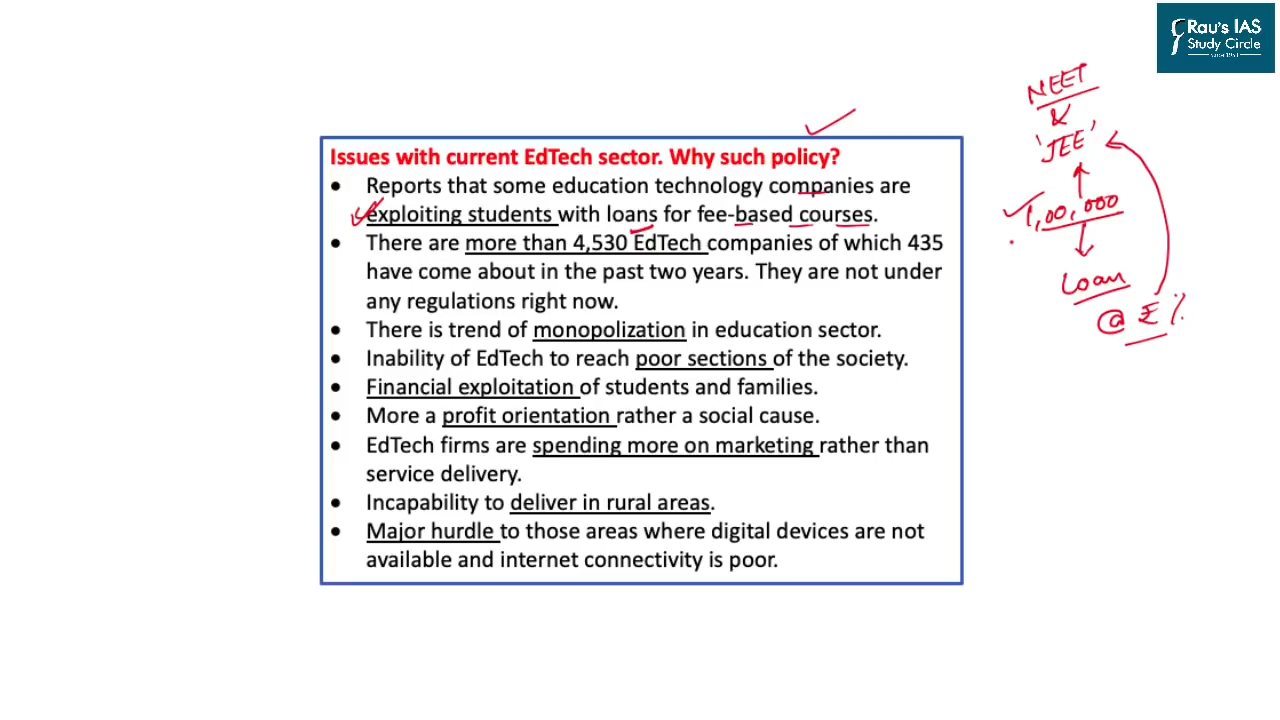 Rau's IAS
Study Circle
since 1953
Issues with current EdTech sector. Why such policy?
• Reports that some education technology companies are
exploiting students with loans for fee-based courses.
• There are more than 4,530 EdTech companies of which 435
have come about in the past two years. They are not under
any regulations right now.
• There is trend of monopolization in education sector.
• Inability of EdTech to reach poor sections of the society.
• Financial exploitation of students and families.
• More a profit orientation rather a social cause.
• EdTech firms are spending more on marketing rather than
service delivery.
• Incapability to deliver in rural areas.
• Major hurdle to those areas where digital devices are not
available and internet connectivity is poor.
NEET
&
'JEE'
1,00,000
Loan
@ ₹ %